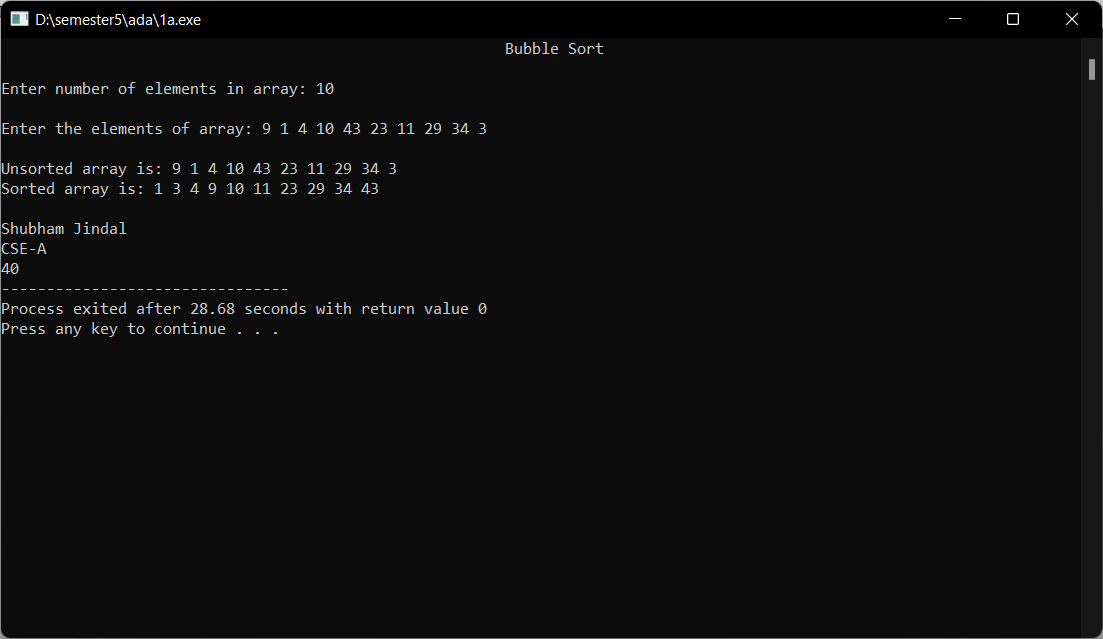 D:\semester5\ada\1a.exe
Bubble Sort
Enter number of elements in array: 10
Enter the elements of array: 9 1 4 10 43 23 11 29 34 3
Unsorted array is: 9 1 4 10 43 23 11 29 34 3
Sorted array is: 1 3 4 9 10 11 23 29 34 43
Shubham Jindal
CSE-A
40
--------------------------------
Process exited after 28.68 seconds with return value 0
Press any key to continue . . .